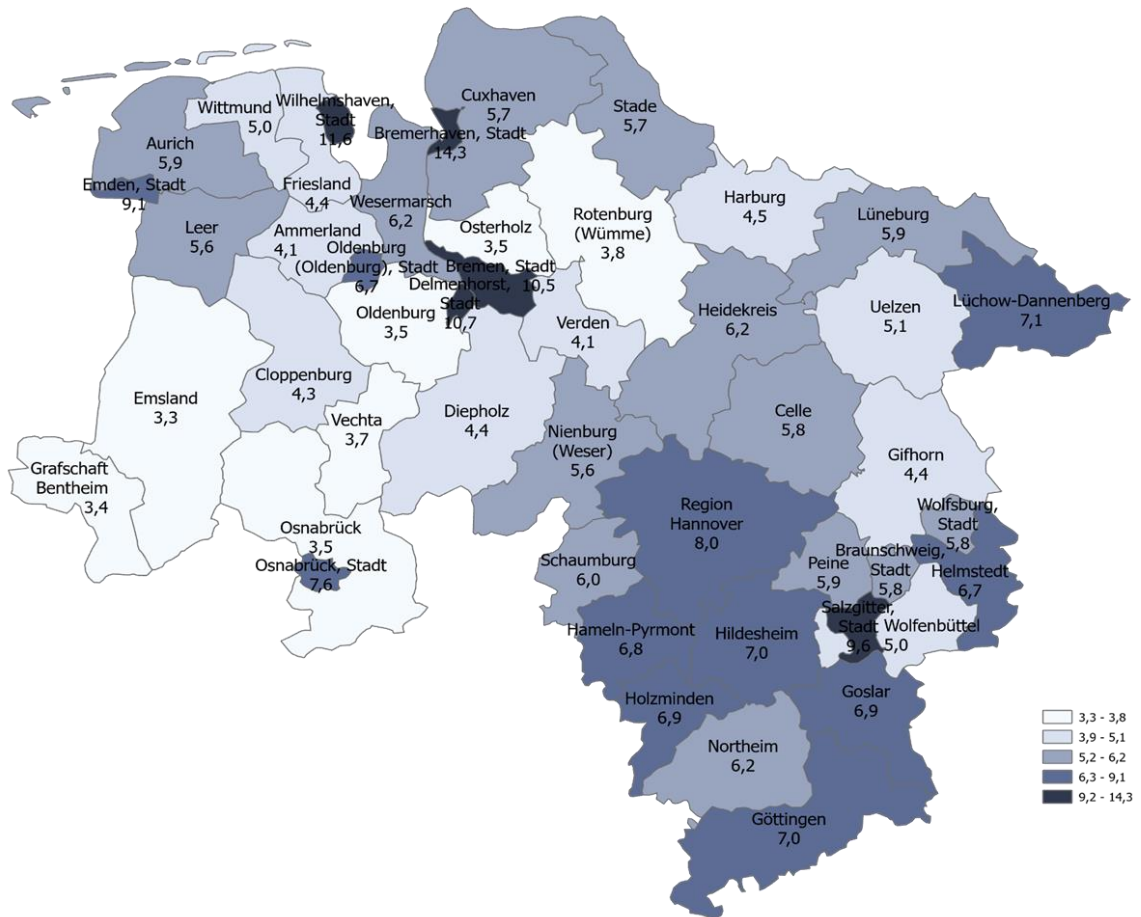 Cuxhaven
5,7
Stade
5,7
Wittmund
5,0
Wilhelmshaven,
Stadt
11,6
Bremerhaven, Stadt
14,3
Aurich
5,9
Emden, Stadt
9,1
Friesland
4,4
Wesermarsch
6,2
Harburg
4,5
Lüneburg
5,9
Leer
5,6
Ammerland
4,1
Osterholz
3,5
Rotenburg
(Wümme)
3,8
Oldenburg
(Oldenburg), Stadt
6,7
Bremen, Stadt
10,5
Delmenhorst,
Stadt
10,7
Oldenburg
3,5
Verden
4,1
Heidekreis
6,2
Uelzen
5,1
Lüchow-Dannenberg
7,1
Emsland
3,3
Cloppenburg
4,3
Vechta
3,7
Diepholz
4,4
Nienburg
(Weser)
5,6
Celle
5,8
Gifhorn
4,4
Grafschaft
Bentheim
3,4
Osnabrück
3,5
Osnabrück, Stadt
7,6
Region
Hannover
8,0
Wolfsburg,
Stadt
5,8
Schaumburg
6,0
Peine
5,9
Braunschweig,
Stadt
5,8
Helmstedt
6,7
Hameln-Pyrmont
6,8
Hildesheim
7,0
Salzgitter,
Stadt
9,6
Wolfenbüttel
5,0
Holzminden
6,9
Goslar
6,9
Northeim
6,2
Göttingen
7,0
3,3 - 3,8
3,9 - 5,1
5,2 - 6,2
6,3 - 9,1
9,2 - 14,3